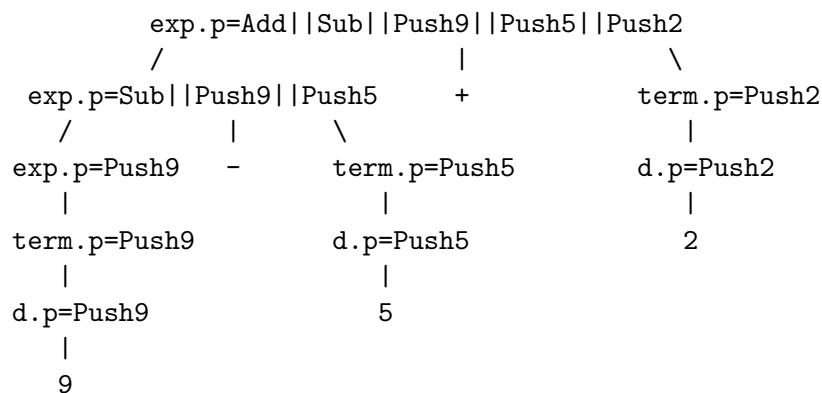 exp.p=Add||Sub||Push9||Push5||Push2
/ | \
exp.p=Sub||Push9||Push5 + term.p=Push2
/ | \ |
exp.p=Push9 - term.p=Push5 d.p=Push2
| | |
term.p=Push9 d.p=Push5 2
| |
d.p=Push9 5
|
9